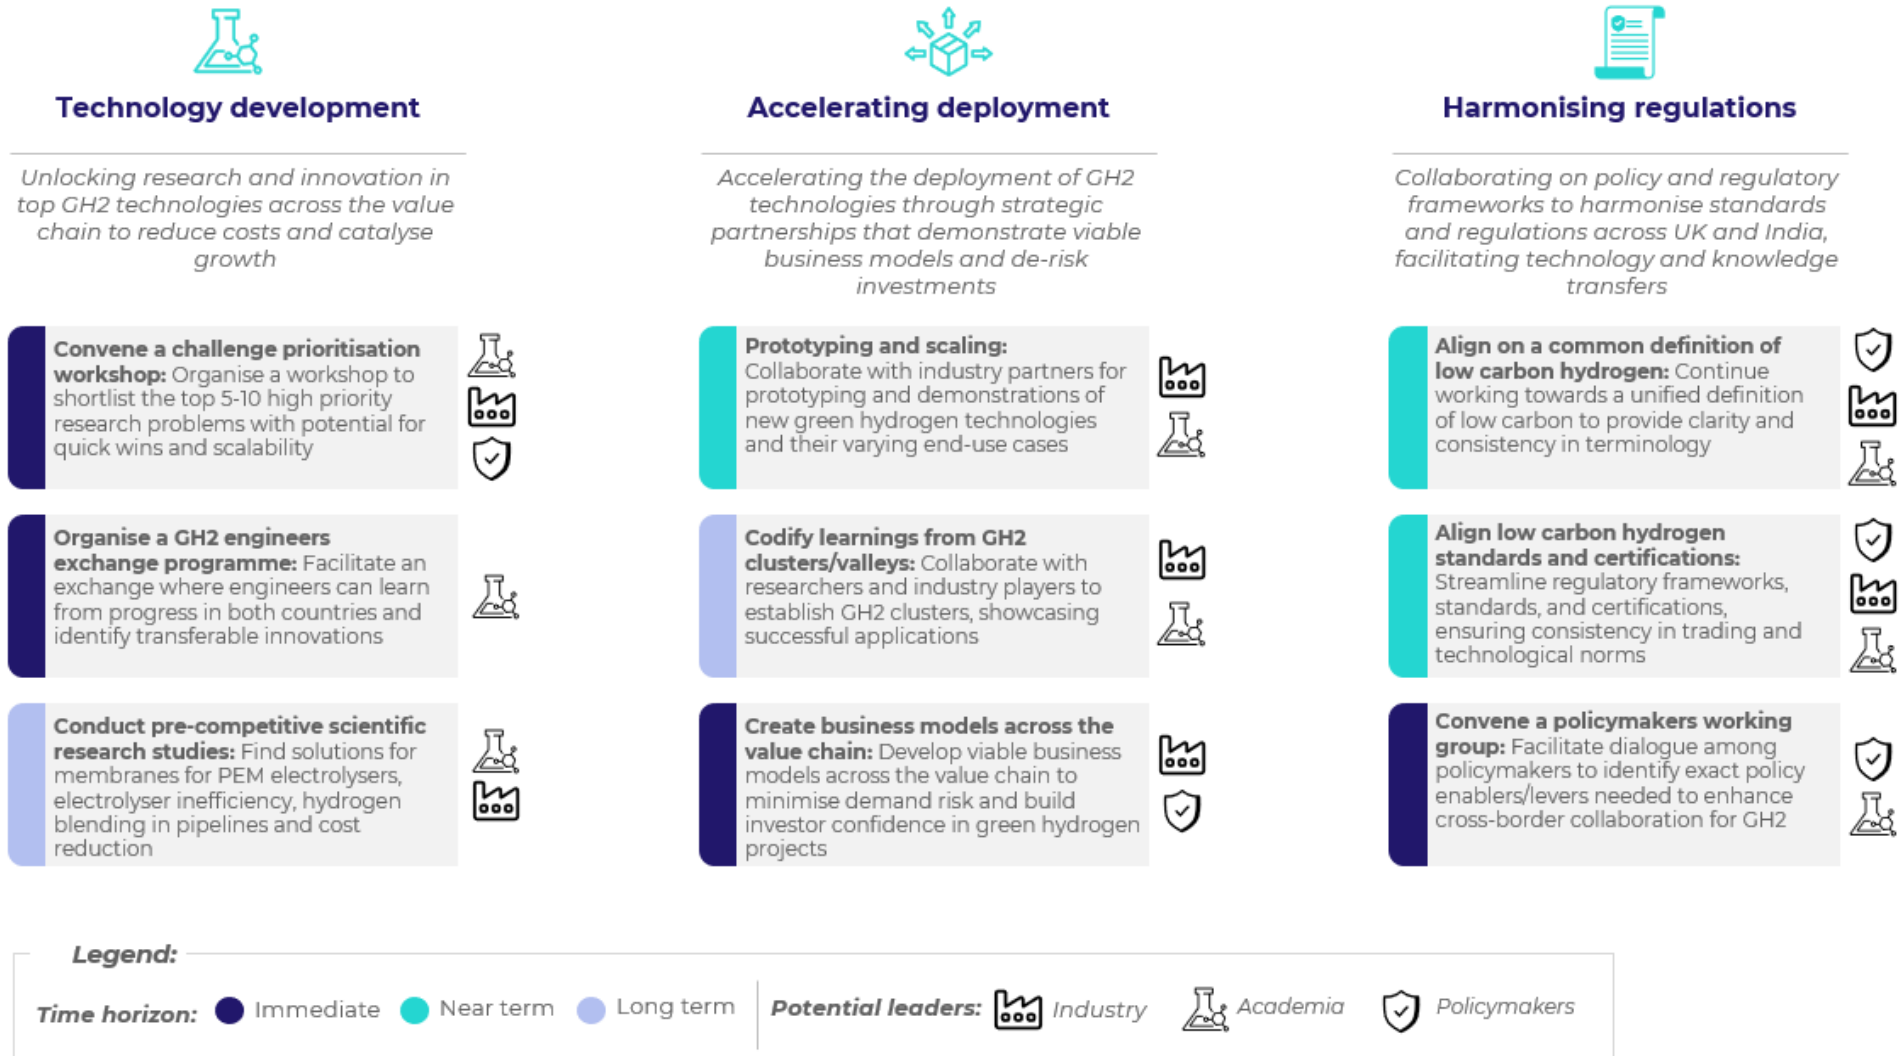 Technology development
Unlocking research and innovation in
top GH2 technologies across the value
chain to reduce costs and catalyse
growth
Convene a challenge prioritisation
workshop: Organise a workshop to
shortlist the top 5-10 high priority
research problems with potential for
quick wins and scalability
Organise a GH2 engineers
exchange programme: Facilitate an
exchange where engineers can learn
from progress in both countries and
identify transferable innovations
Conduct pre-competitive scientific
research studies: Find solutions for
membranes for PEM electrolysers,
electrolyser inefficiency, hydrogen
blending in pipelines and cost
reduction
Accelerating deployment
Accelerating the deployment of GH2
technologies through strategic
partnerships that demonstrate viable
business models and de-risk
investments
Prototyping and scaling:
Collaborate with industry partners for
prototyping and demonstrations of
new green hydrogen technologies
and their varying end-use cases
Codify learnings from GH2
clusters/valleys: Collaborate with
researchers and industry players to
establish GH2 clusters, showcasing
successful applications
Create business models across the
value chain: Develop viable business
models across the value chain to
minimise demand risk and build
investor confidence in green hydrogen
projects
Harmonising regulations
Collaborating on policy and regulatory
frameworks to harmonise standards
and regulations across UK and India,
facilitating technology and knowledge
transfers
Align on a common definition of
low carbon hydrogen: Continue
working towards a unified definition
of low carbon to provide clarity and
consistency in terminology
Align low carbon hydrogen
standards and certifications:
Streamline regulatory frameworks,
standards, and certifications,
ensuring consistency in trading and
technological norms
Convene a policymakers working
group: Facilitate dialogue among
policymakers to identify exact policy
enablers/levers needed to enhance
cross-border collaboration for GH2
Legend:
Time horizon: Immediate Near term Long term Potential leaders: Industry Academia Policymakers